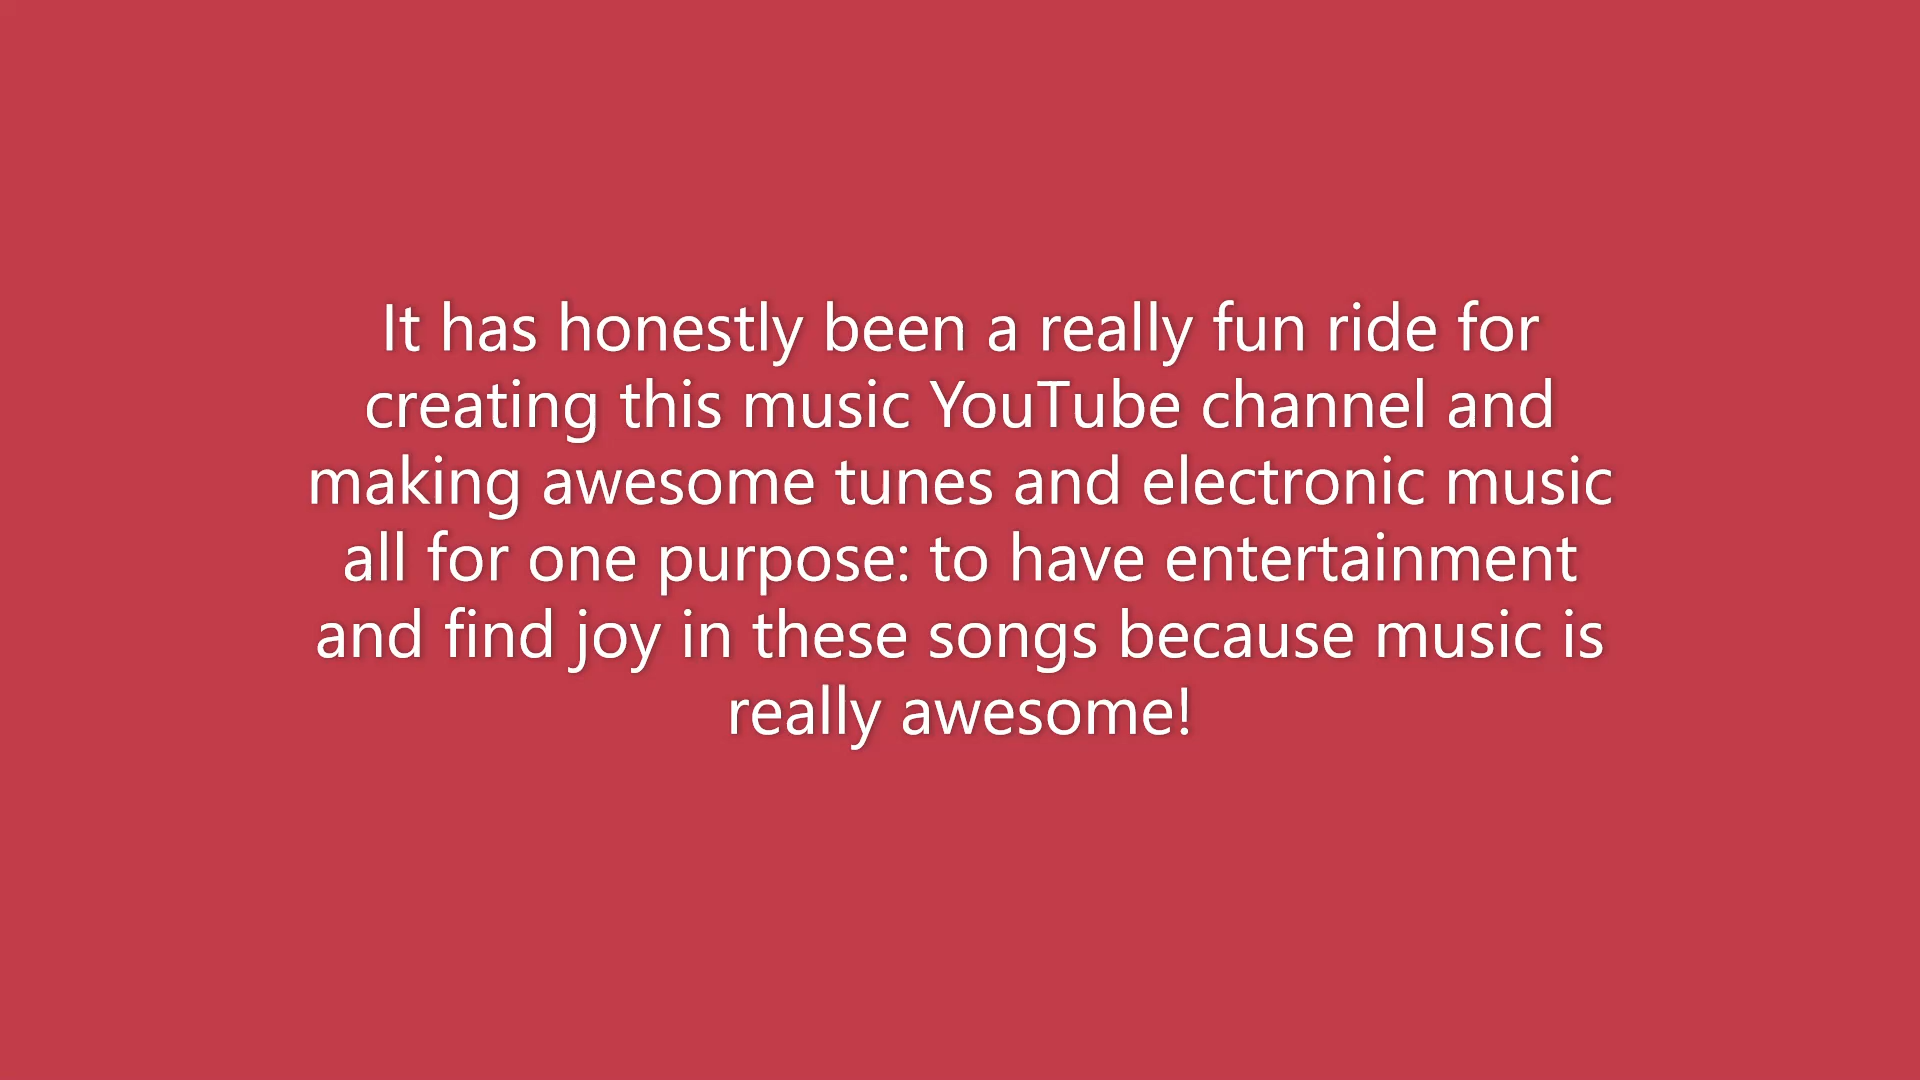 It has honestly been a really fun ride for
creating this music YouTube channel and
making awesome tunes and electronic music
all for one purpose: to have entertainment
and find joy in these songs because music is
really awesome!